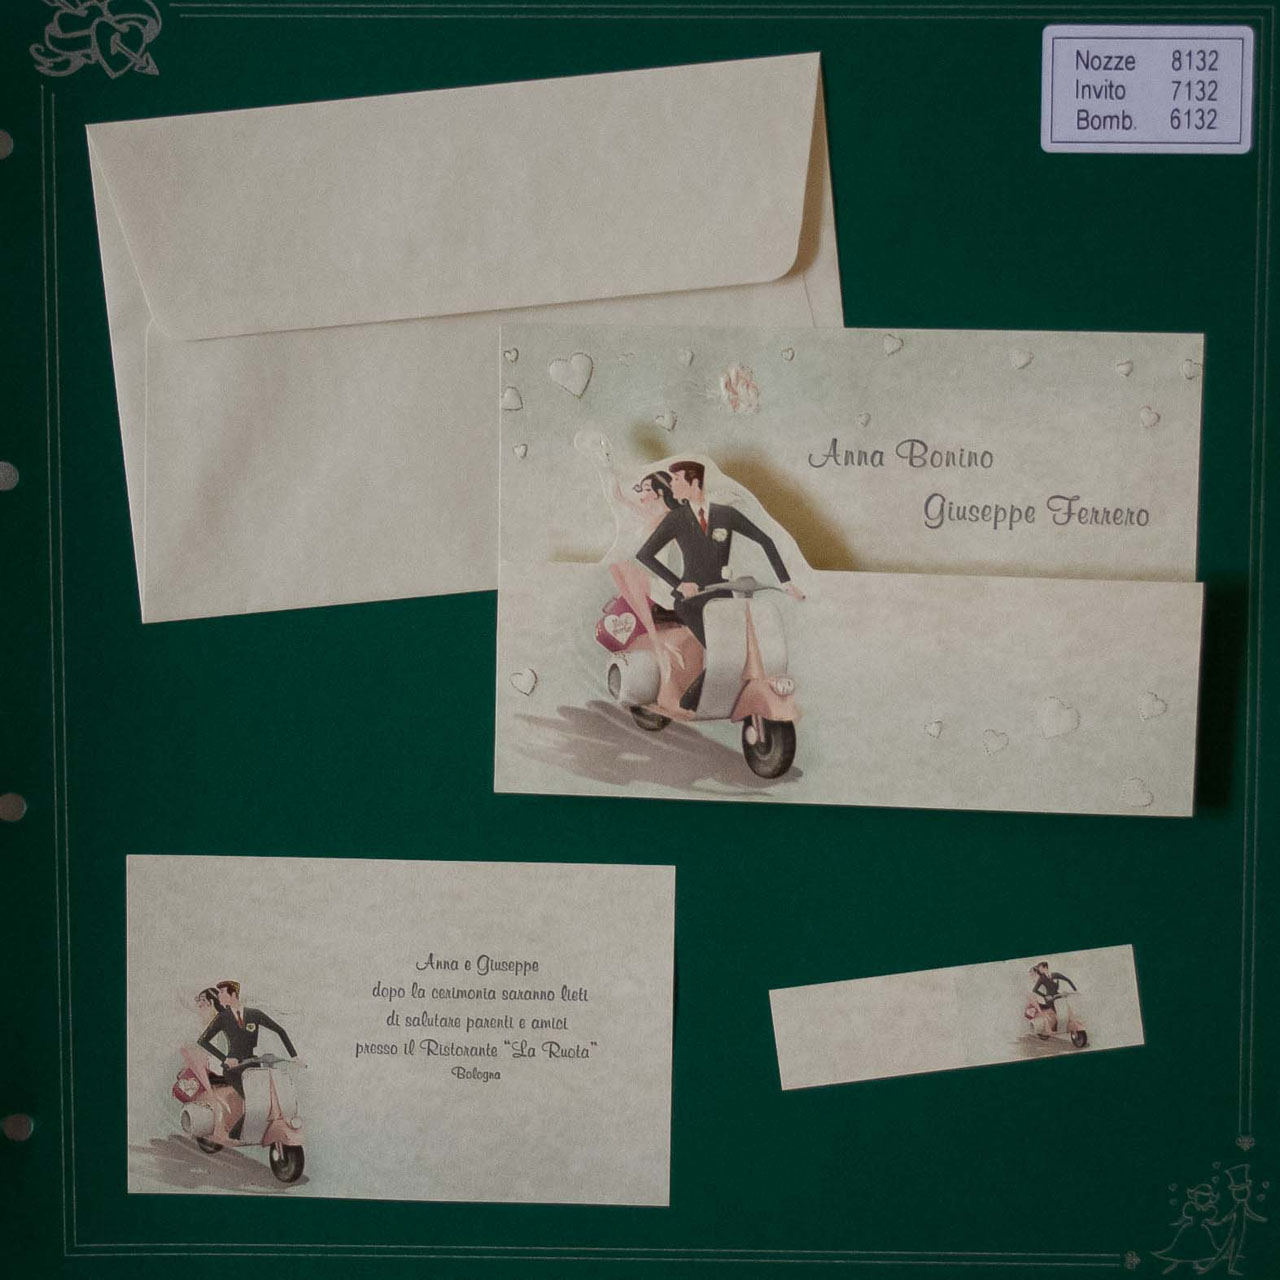 Nozze 8132
Invito 7132
Bomb. 6132
Anna Bonino
Giuseppe Ferrero
Anna e Giuseppe
dopo la cerimonia saranno lieti
di salutare parenti e amici
presso il Ristorante “La Ruota”
Bologna